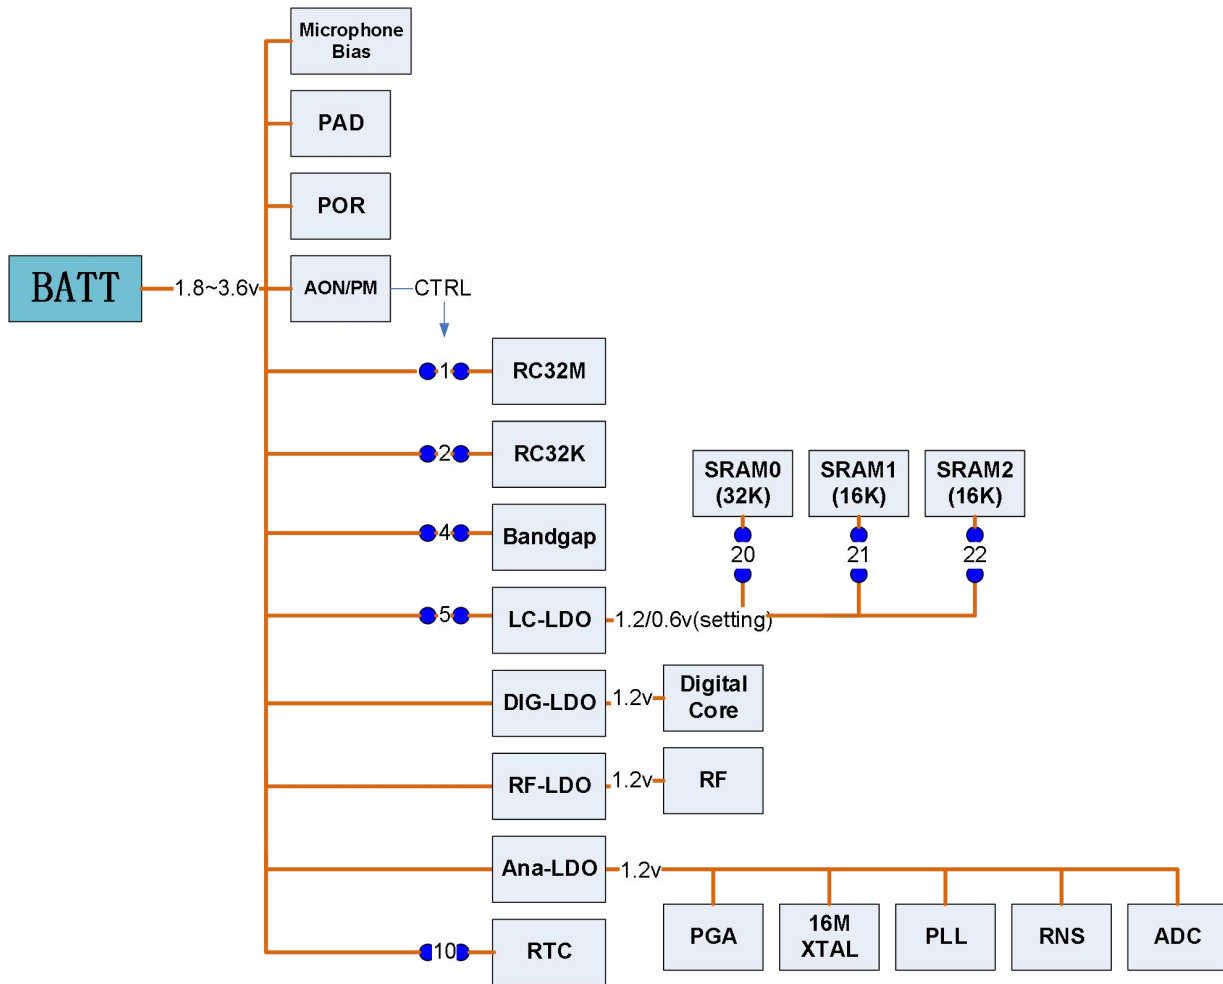 Microphone
Bias
PAD
POR
BATT
1.8~3.6v
AON/PM
CTRL
1
RC32M
2
RC32K
SRAM0
(32K)
SRAM1
(16K)
SRAM2
(16K)
4
Bandgap
20
21
22
5
LC-LDO
1.2/0.6v(setting)
DIG-LDO
1.2v
Digital
Core
RF-LDO
1.2v
RF
Ana-LDO
1.2v
PGA
16M
XTAL
PLL
RNS
ADC
10
RTC